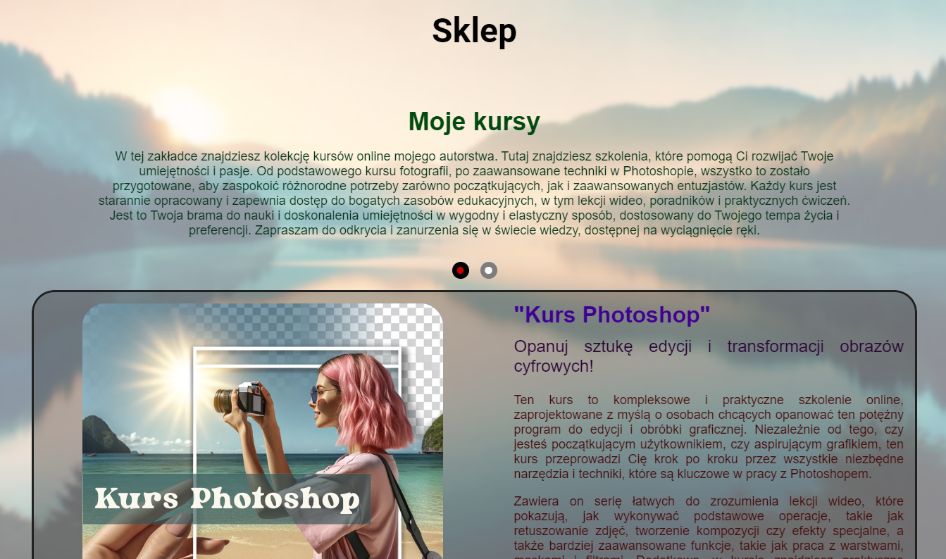 Sklep
Moje kursy
W tej zakładce znajdziesz kolekcję kursów online mojego autorstwa. Tutaj znajdziesz szkolenia, które pomogą Ci rozwijać Twoje
umiejętności i pasje. Od podstawowego kursu fotografii, po zaawansowane techniki w Photoshopie, wszystko to zostało
przygotowane, aby zaspokoić różnorodne potrzeby zarówno początkujących, jak i zaawansowanych entuzjastów. Każdy kurs jest
starannie opracowany i zapewnia dostęp do bogatych zasobów edukacyjnych, w tym lekcji wideo, poradników i praktycznych ćwiczeń.
Jest to Twoja brama do nauki i doskonalenia umiejętności w wygodny i elastyczny sposób, dostosowany do Twojego tempa życia i
preferencji. Zapraszam do odkrycia i zanurzenia się w świecie wiedzy, dostępnej na wyciągnięcie ręki.
Kurs Photoshop
"Kurs Photoshop"
Opanuj sztukę edycji i transformacji obrazów
cyfrowych!
Ten kurs to kompleksowe i praktyczne szkolenie online,
zaprojektowane z myślą o osobach chcących opanować ten potężny
program do edycji i obróbki graficznej. Niezależnie od tego, czy
jesteś początkującym użytkownikiem, czy aspirującym grafikiem, ten
kurs przeprowadzi Cię krok po kroku przez wszystkie niezbędne
narzędzia i techniki, które są kluczowe w pracy z Photoshopem.
Zawiera on serię łatwych do zrozumienia lekcji wideo, które
pokazują, jak wykonywać podstawowe operacje, takie jak
retuszowanie zdjęć, tworzenie kompozycji czy efekty specjalne, a
także bardziej zaawansowane funkcje, takie jak praca z warstwami,